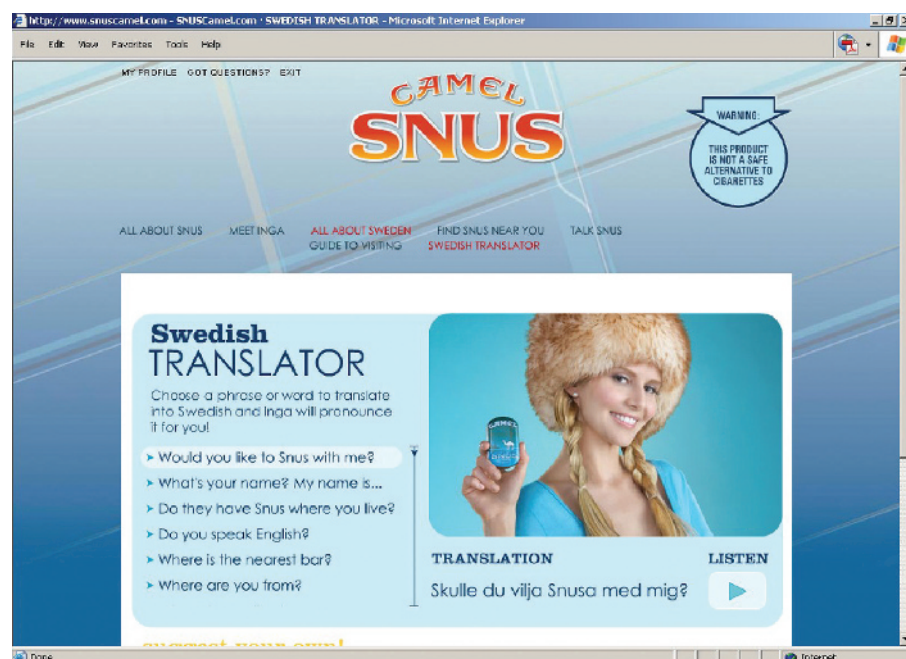 http://www.snuscamel.com - SNUSCamel.com · SWEDISH TRANSLATOR - Microsoft Internet Explorer
File Edit View Favorites Tools Help
MY PROFILE GOT QUESTIONS? EXIT
CAMEL
SNUS
WARNING:
THIS PRODUCT
IS NOT A SAFE
ALTERNATIVE TO
CIGARETTES
ALL ABOUT SNUS MEET INGA ALL ABOUT SWEDEN FIND SNUS NEAR YOU TALK SNUS
GUIDE TO VISITING SWEDISH TRANSLATOR
Swedish
TRANSLATOR
Choose a phrase or word to translate
into Swedish and Inga will pronounce
it for you!
Would you like to Snus with me?
What's your name? My name is...
Do they have Snus where you live?
Do you speak English?
Where is the nearest bar?
Where are you from?
CAMEL
TRANSLATION LISTEN
Skulle du vilja Snusa med mig?
suggest your own!
Done Internet